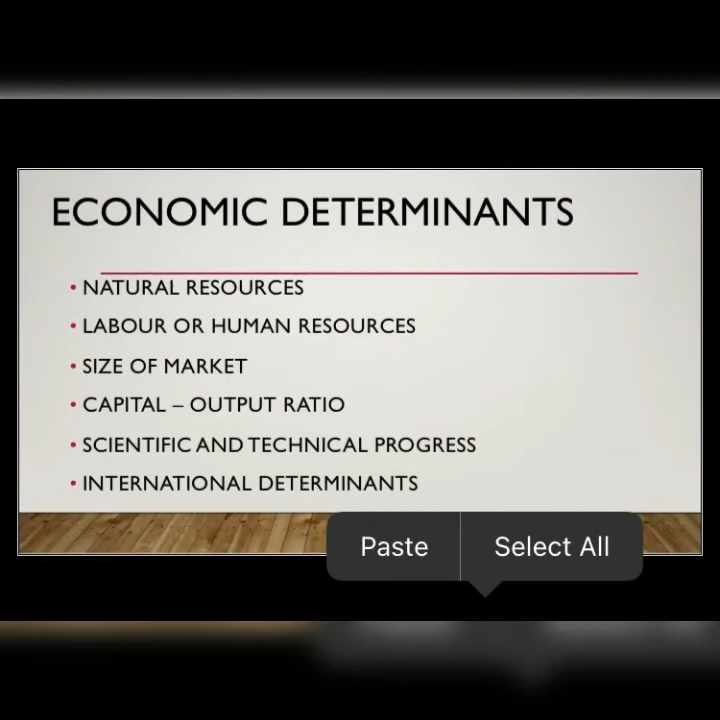 ECONOMIC DETERMINANTS
• NATURAL RESOURCES
• LABOUR OR HUMAN RESOURCES
• SIZE OF MARKET
• CAPITAL – OUTPUT RATIO
• SCIENTIFIC AND TECHNICAL PROGRESS
• INTERNATIONAL DETERMINANTS
Paste Select All